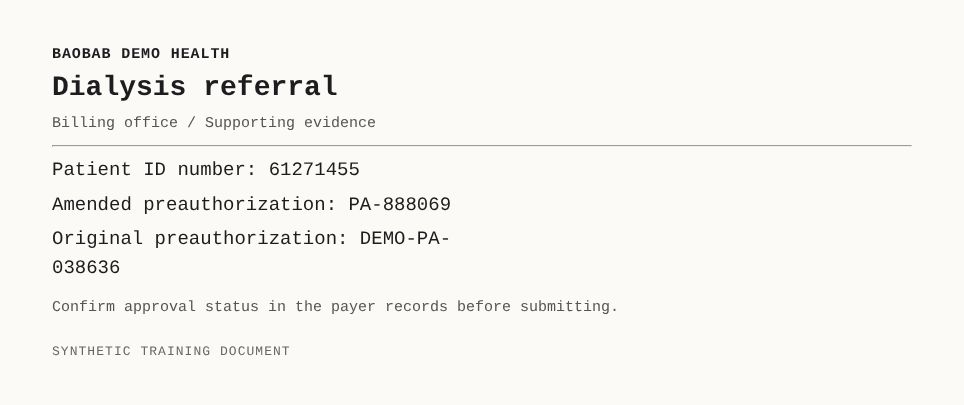 BAOBAB DEMO HEALTH
Dialysis referral
Billing office / Supporting evidence
Patient ID number: 61271455
Amended preauthorization: PA-888069
Original preauthorization: DEMO-PA-
038636
Confirm approval status in the payer records before submitting.
SYNTHETIC TRAINING DOCUMENT